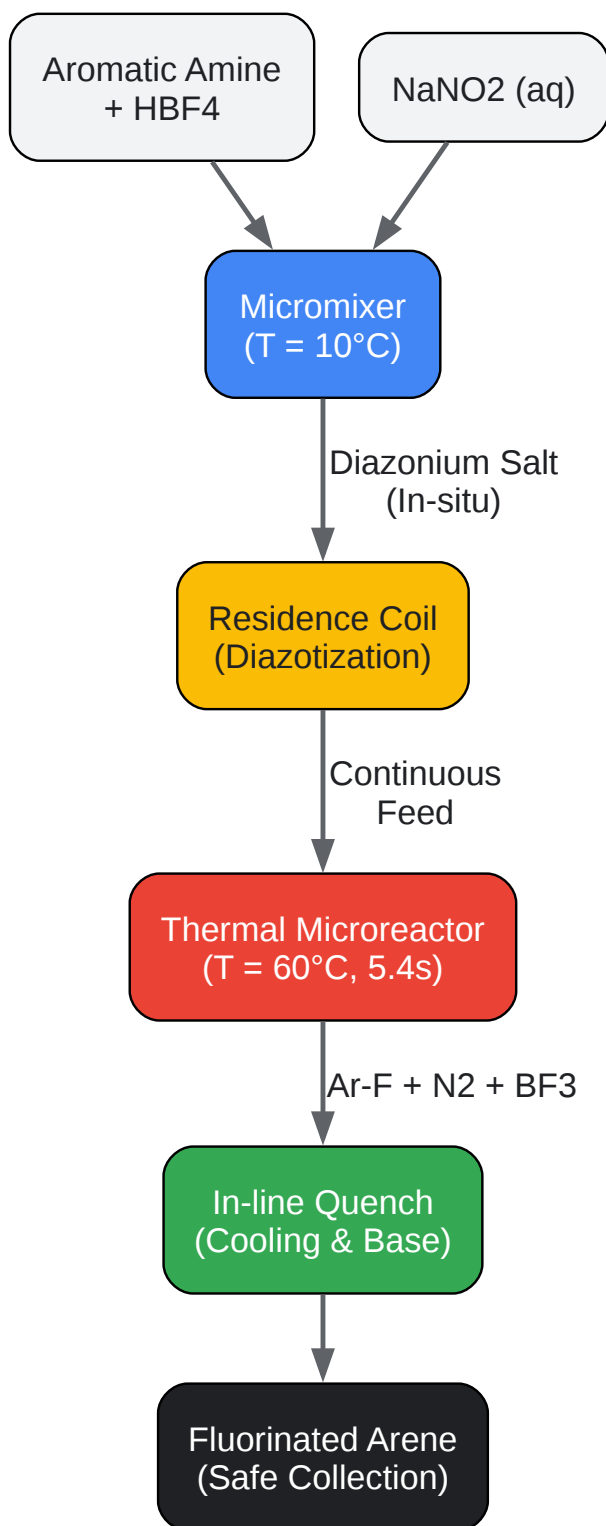 Aromatic Amine
+ HBF4
NaNO2 (aq)
Micromixer
(T = 10°C)
Diazonium Salt
(In-situ)
Residence Coil
(Diazotization)
Continuous
Feed
Thermal Microreactor
(T = 60°C, 5.4s)
Ar-F + N2 + BF3
In-line Quench
(Cooling & Base)
Fluorinated Arene
(Safe Collection)